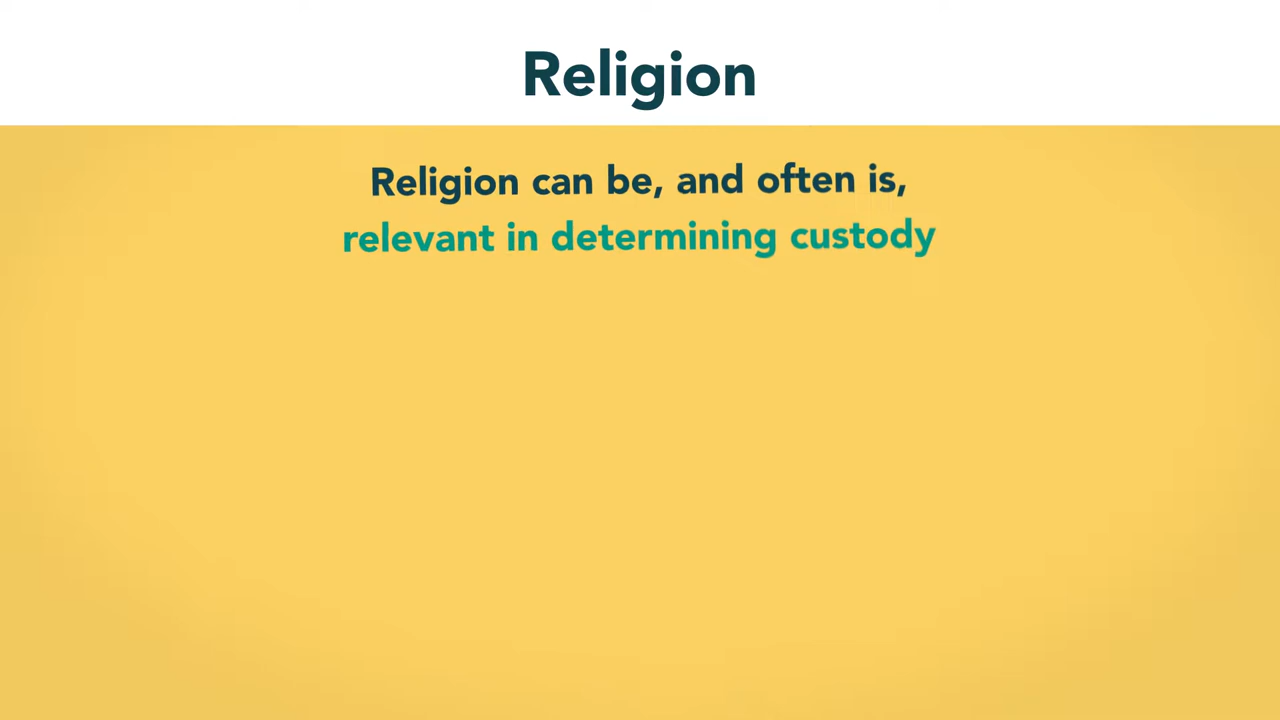 Religion
Religion can be, and often is,
relevant in determining custody